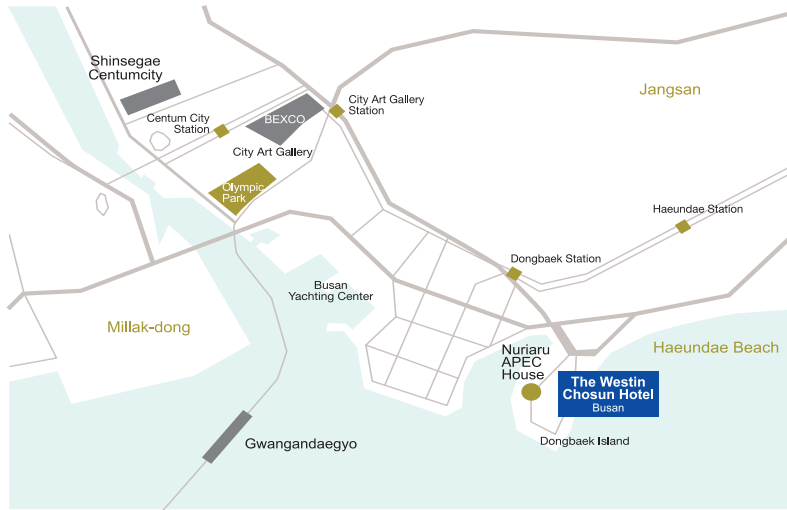 Shinsegae
Centumcity
Jangsan
City Art Gallery
Station
Centum City
Station
BEXCO
City Art Gallery
Olympic
Park
Haeundae Station
Dongbaek Station
Busan
Yachting Center
Millak-dong
Nuriaru
APEC
House
Haeundae Beach
The Westin
Chosun Hotel
Busan
Dongbaek Island
Gwangandaegyo